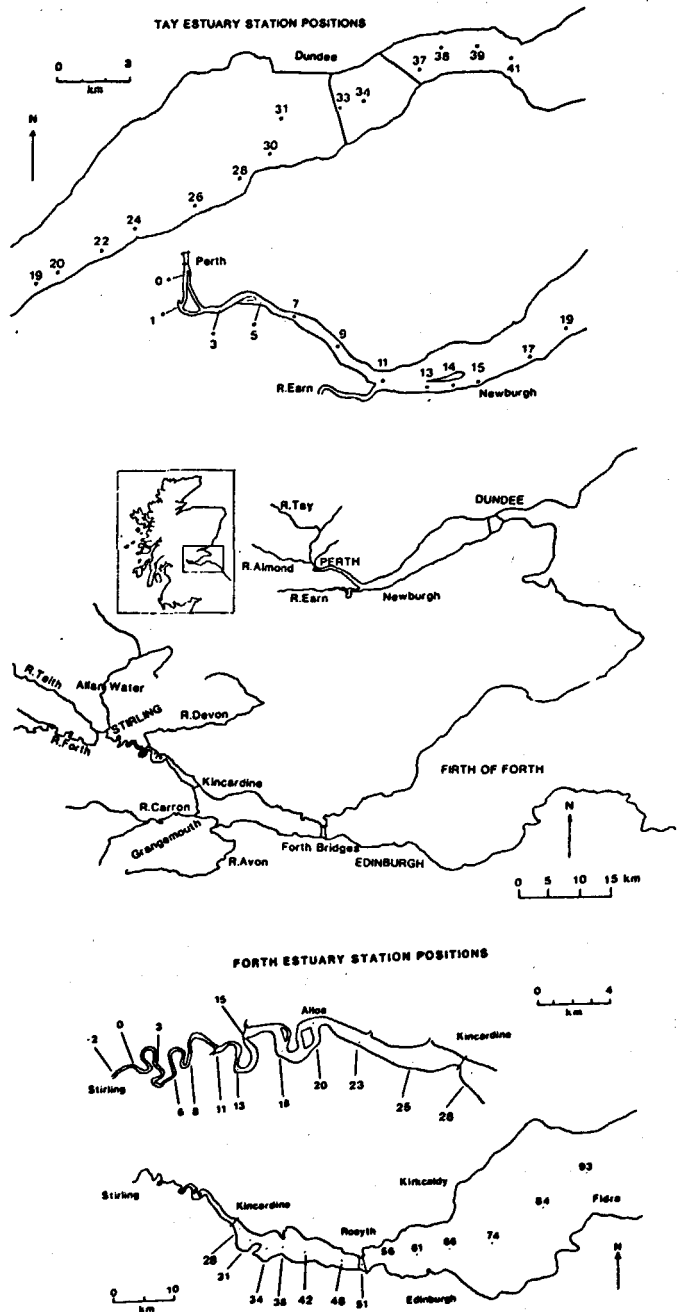 TAY ESTUARY STATION POSITIONS
Dundee
0 3
km
N
37 38 39 41
33 34
31
30
28
26
24
22
20
19
Perth
0
1
3
5
7
9
11
13 14 15
17
19
R.Earn
Newburgh
R.Tay
DUNDEE
R.Almond
PERTH
R.Earn
Newburgh
R.Teith
Allan Water
STIRLING
R.Devon
R.Forth
Kincardine
FIRTH OF FORTH
R.Carron
Grangemouth
R.Avon
Forth Bridges
EDINBURGH
N
0 5 10 15 km
FORTH ESTUARY STATION POSITIONS
0 4
km
15
Alloa
Kincardine
-2 0 3
Stirling
6 8 11 13 18 20 23 25 28
Stirling
Kincardine
Rosyth
Kirkcaldy
93
84
Fidra
56 61 66 74
28
31
34 38 42 48 51
Edinburgh
N
0 10
km